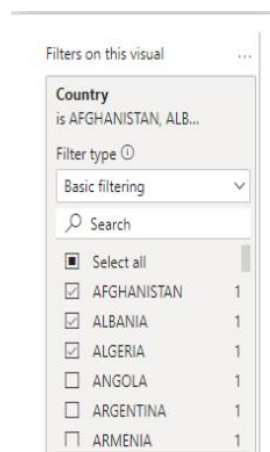 Filters on this visual ...
Country
is AFGHANISTAN, ALB...
Filter type
Basic filtering
Search
Select all
AFGHANISTAN 1
ALBANIA 1
ALGERIA 1
ANGOLA 1
ARGENTINA 1
ARMENIA 1